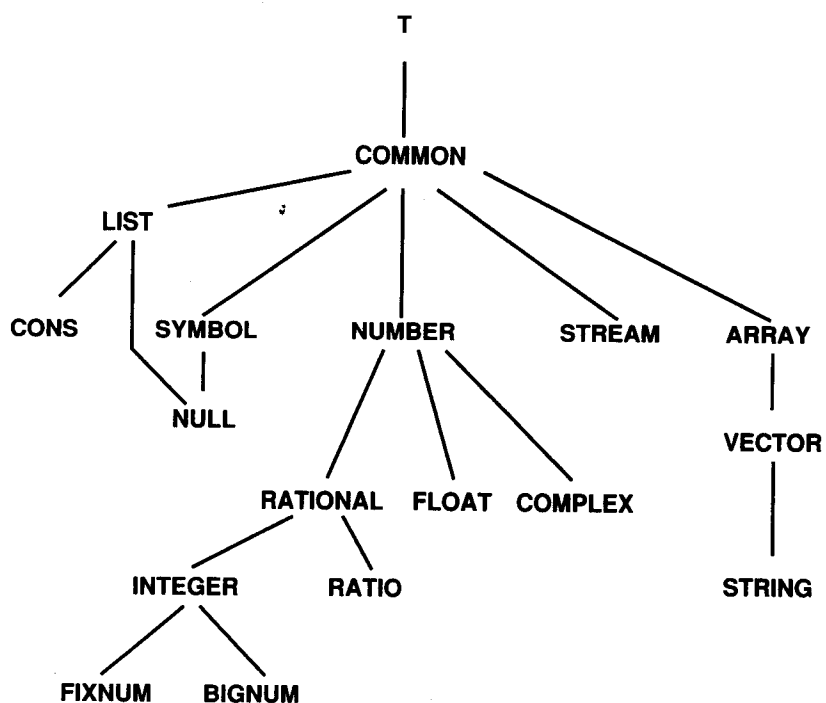 T
COMMON
LIST
CONS SYMBOL NUMBER STREAM ARRAY
NULL
VECTOR
RATIONAL FLOAT COMPLEX
INTEGER RATIO STRING
FIXNUM BIGNUM